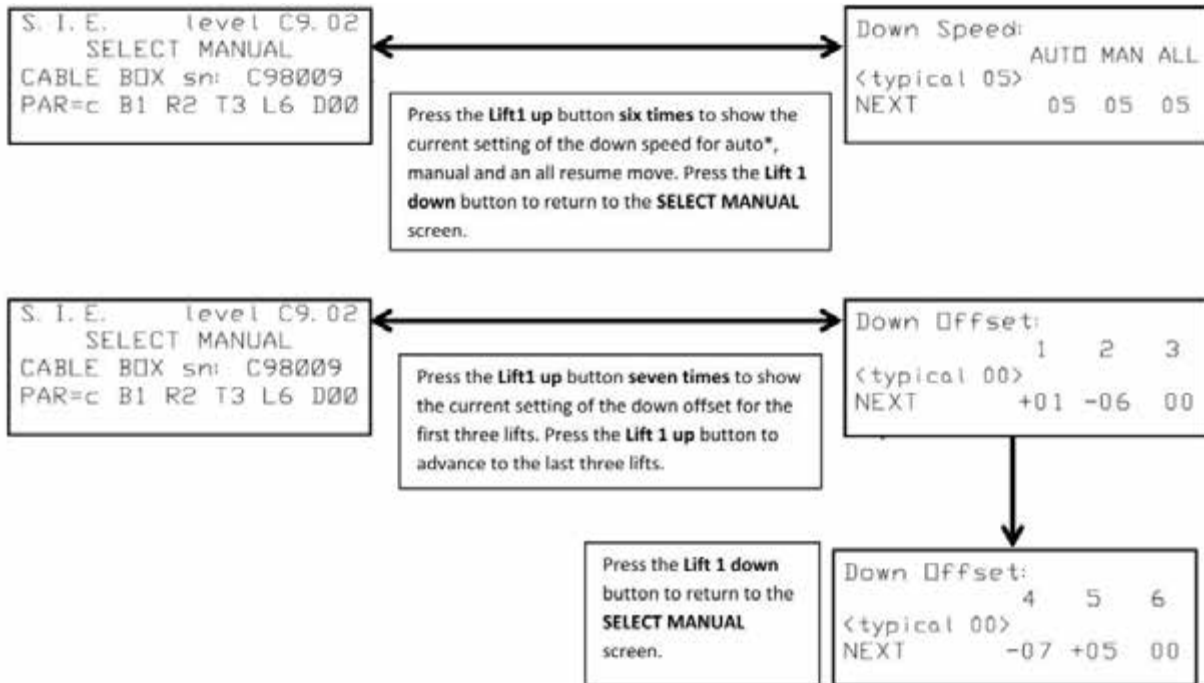 S. I. E. level C9.02
SELECT MANUAL
CABLE BOX sn: C98009
PAR=c B1 R2 T3 L6 D00
Press the Lift1 up button six times to show the
current setting of the down speed for auto*,
manual and an all resume move. Press the Lift 1
down button to return to the SELECT MANUAL
screen.
Down Speed:
AUTO MAN ALL
<typical 05>
NEXT 05 05 05
S. I. E. level C9.02
SELECT MANUAL
CABLE BOX sn: C98009
PAR=c B1 R2 T3 L6 D00
Press the Lift1 up button seven times to show
the current setting of the down offset for the
first three lifts. Press the Lift 1 up button to
advance to the last three lifts.
Down Offset:
1 2 3
<typical 00>
NEXT +01 -06 00
Press the Lift 1 down
button to return to the
SELECT MANUAL
screen.
Down Offset:
4 5 6
<typical 00>
NEXT -07 +05 00